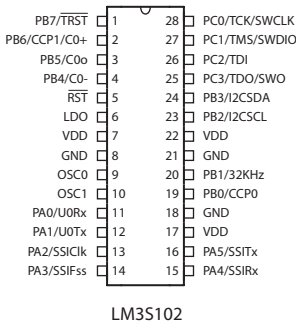 PB7/TRST 1 28 PC0/TCK/SWCLK
PB6/CCP1/C0+ 2 27 PC1/TMS/SWDIO
PB5/C0o 3 26 PC2/TDI
PB4/C0- 4 25 PC3/TDO/SWO
RST 5 24 PB3/I2CSDA
LDO 6 23 PB2/I2CSCL
VDD 7 22 VDD
GND 8 21 GND
OSC0 9 20 PB1/32KHz
OSC1 10 19 PB0/CCP0
PA0/U0Rx 11 18 GND
PA1/U0Tx 12 17 VDD
PA2/SSIClk 13 16 PA5/SSITx
PA3/SSIFss 14 15 PA4/SSIRx
LM3S102